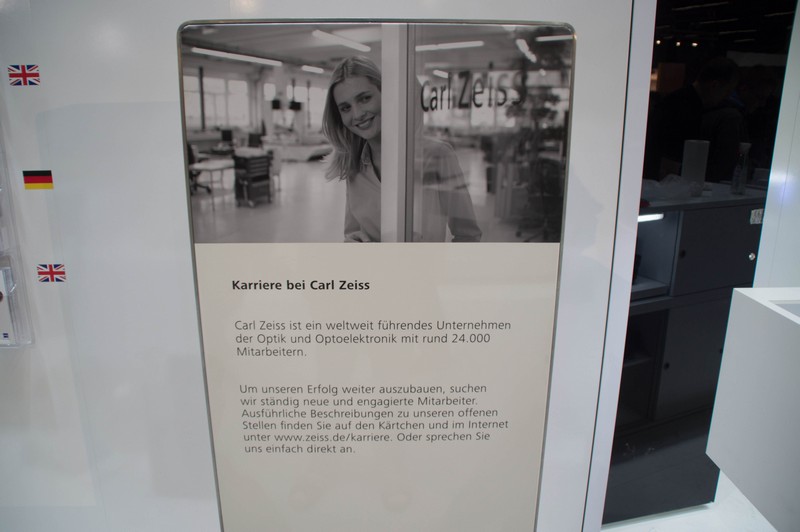 Carl Zeiss
Karriere bei Carl Zeiss
Carl Zeiss ist ein weltweit führendes Unternehmen
der Optik und Optoelektronik mit rund 24.000
Mitarbeitern.
Um unseren Erfolg weiter auszubauen, suchen
wir ständig neue und engagierte Mitarbeiter.
Ausführliche Beschreibungen zu unseren offenen
Stellen finden Sie auf den Kärtchen und im Internet
unter www.zeiss.de/karriere. Oder sprechen Sie
uns einfach direkt an.